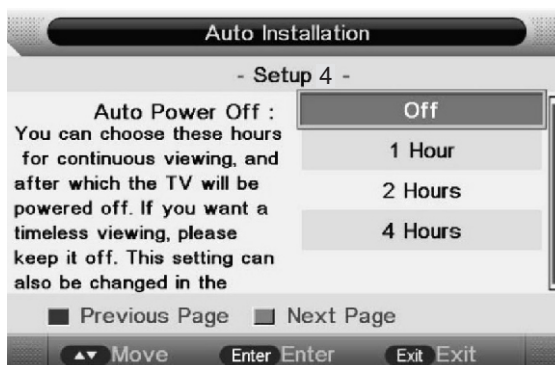 Auto Installation
- Setup 4 -
Auto Power Off :
You can choose these hours
for continuous viewing, and
after which the TV will be
powered off. If you want a
timeless viewing, please
keep it off. This setting can
also be changed in the
Off
1 Hour
2 Hours
4 Hours
Previous Page Next Page
▲▼ Move Enter Enter Exit Exit